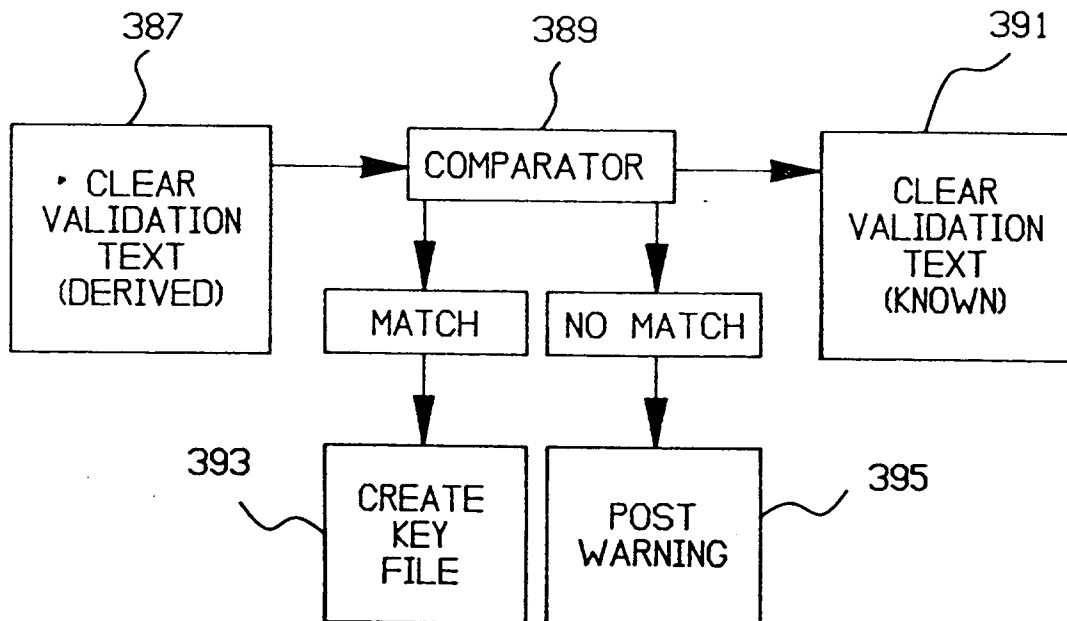 387
389
391
CLEAR
VALIDATION
TEXT
(DERIVED)
COMPARATOR
CLEAR
VALIDATION
TEXT
(KNOWN)
MATCH
NO MATCH
393
395
CREATE
KEY
FILE
POST
WARNING